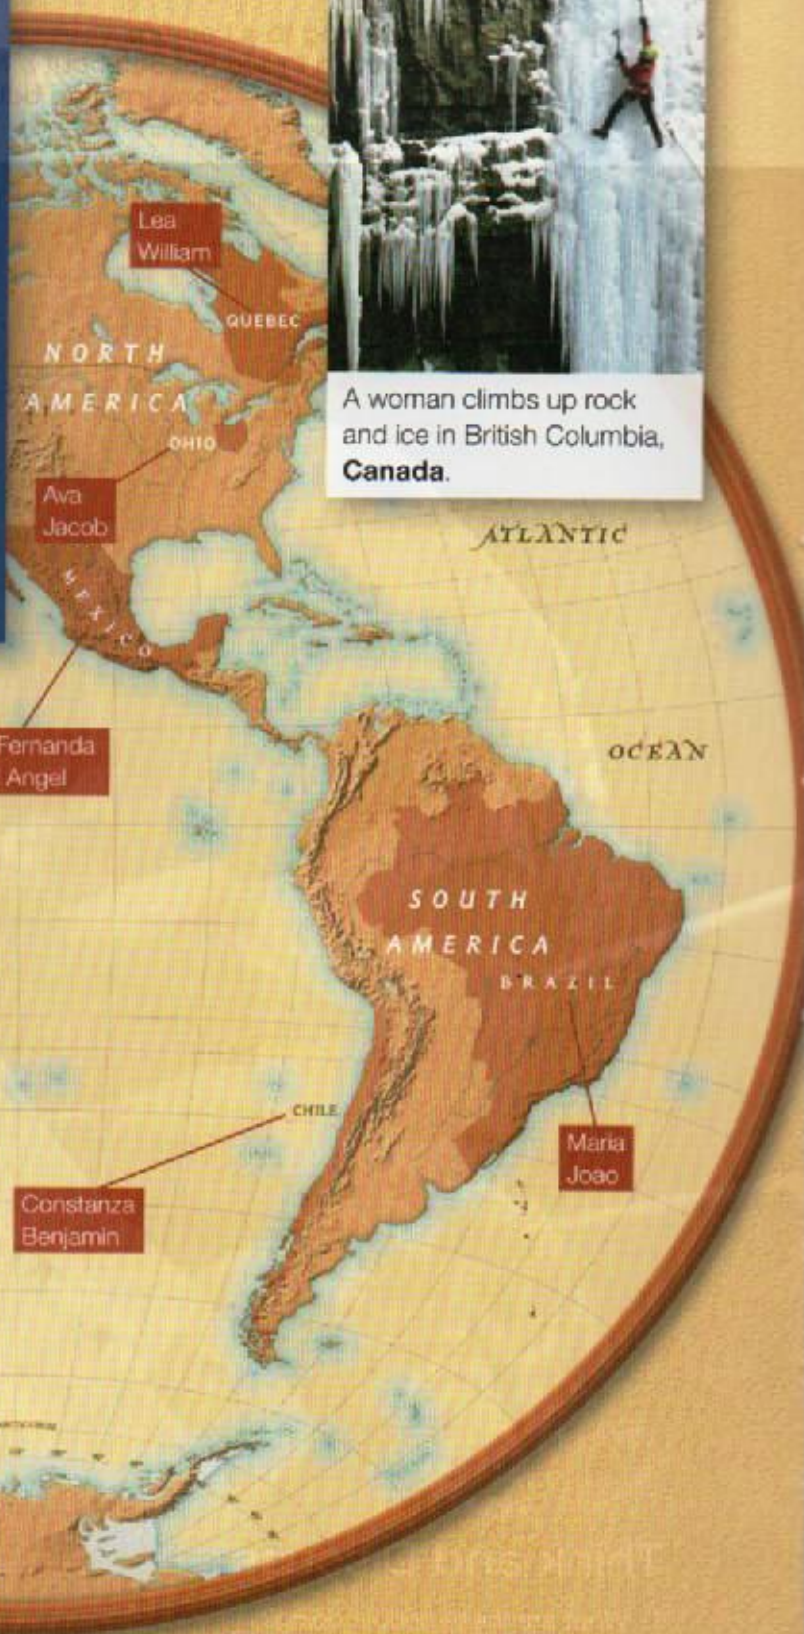 Lea
William
QUEBEC
NORTH
AMERICA
OHIO
Ava
Jacob
MEXICO
Fernanda
Angel
A woman climbs up rock
and ice in British Columbia,
Canada.
ATLANTIC
OCEAN
SOUTH
AMERICA
BRAZIL
CHILE
Maria
Joao
Constanza
Benjamin